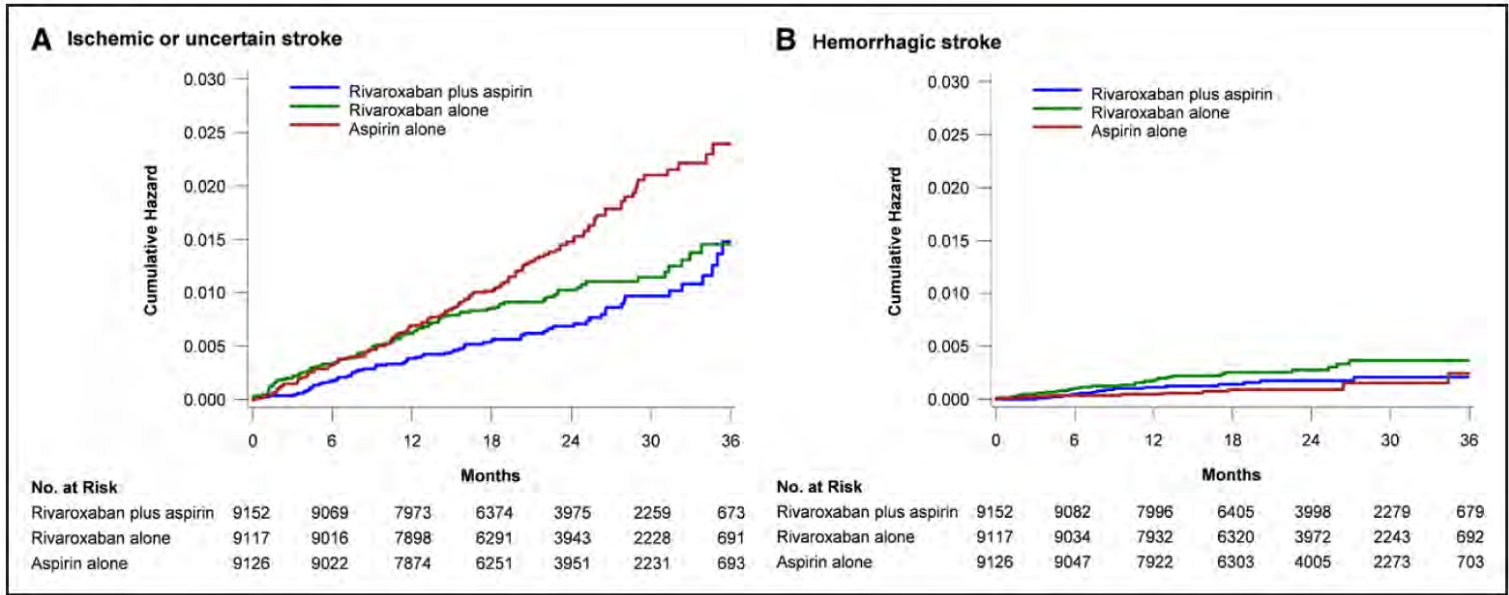 A Ischemic or uncertain stroke
0.030
0.025
0.020
0.015
0.010
0.005
0.000
Cumulative Hazard
Rivaroxaban plus aspirin
Rivaroxaban alone
Aspirin alone
0 6 12 18 24 30 36
Months
No. at Risk
Rivaroxaban plus aspirin 9152 9069 7973 6374 3975 2259 673
Rivaroxaban alone 9117 9016 7898 6291 3943 2228 691
Aspirin alone 9126 9022 7874 6251 3951 2231 693
B Hemorrhagic stroke
0.030
0.025
0.020
0.015
0.010
0.005
0.000
Cumulative Hazard
Rivaroxaban plus aspirin
Rivaroxaban alone
Aspirin alone
0 6 12 18 24 30 36
Months
No. at Risk
Rivaroxaban plus aspirin 9152 9082 7996 6405 3998 2279 679
Rivaroxaban alone 9117 9034 7932 6320 3972 2243 692
Aspirin alone 9126 9047 7922 6303 4005 2273 703